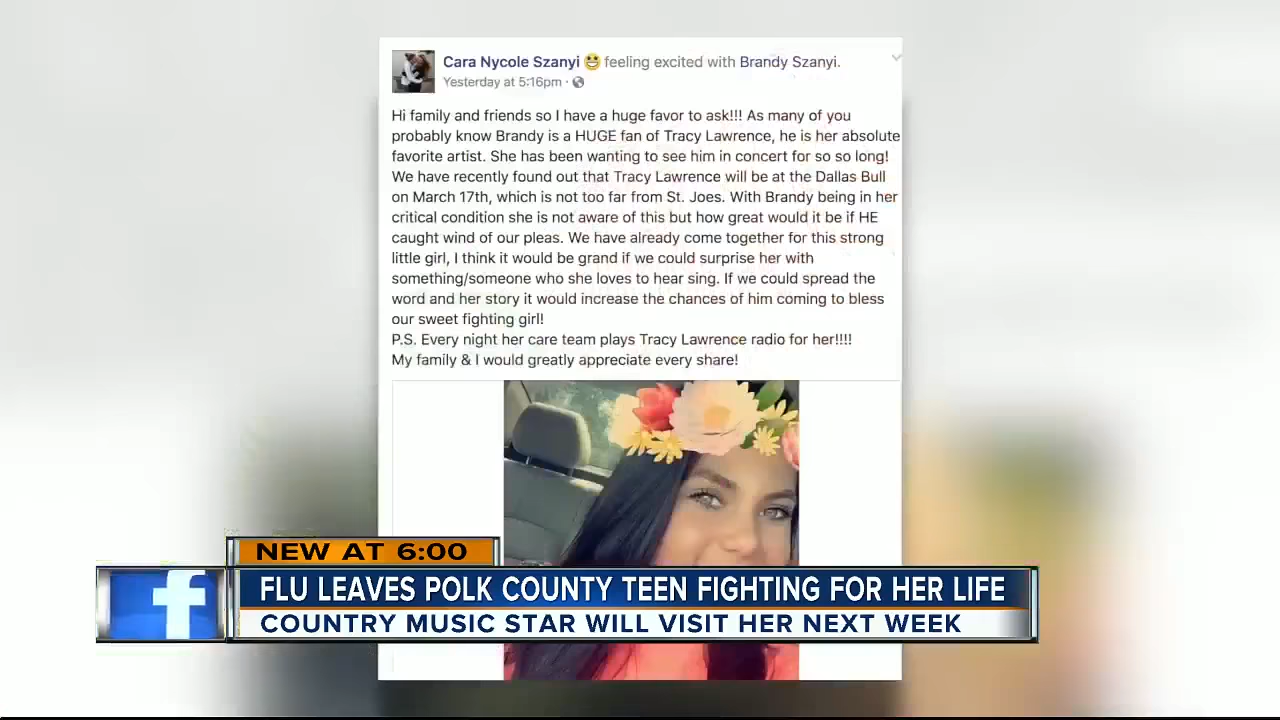 Cara Nycole Szanyi 😀 feeling excited with Brandy Szanyi.
Yesterday at 5:16pm ·
Hi family and friends so I have a huge favor to ask!!! As many of you
probably know Brandy is a HUGE fan of Tracy Lawrence, he is her absolute
favorite artist. She has been wanting to see him in concert for so so long!
We have recently found out that Tracy Lawrence will be at the Dallas Bull
on March 17th, which is not too far from St. Joes. With Brandy being in her
critical condition she is not aware of this but how great would it be if HE
caught wind of our pleas. We have already come together for this strong
little girl, I think it would be grand if we could surprise her with
something/someone who she loves to hear sing. If we could spread the
word and her story it would increase the chances of him coming to bless
our sweet fighting girl!
P.S. Every night her care team plays Tracy Lawrence radio for her!!!!
My family & I would greatly appreciate every share!
NEW AT 6:00
f
FLU LEAVES POLK COUNTY TEEN FIGHTING FOR HER LIFE
COUNTRY MUSIC STAR WILL VISIT HER NEXT WEEK